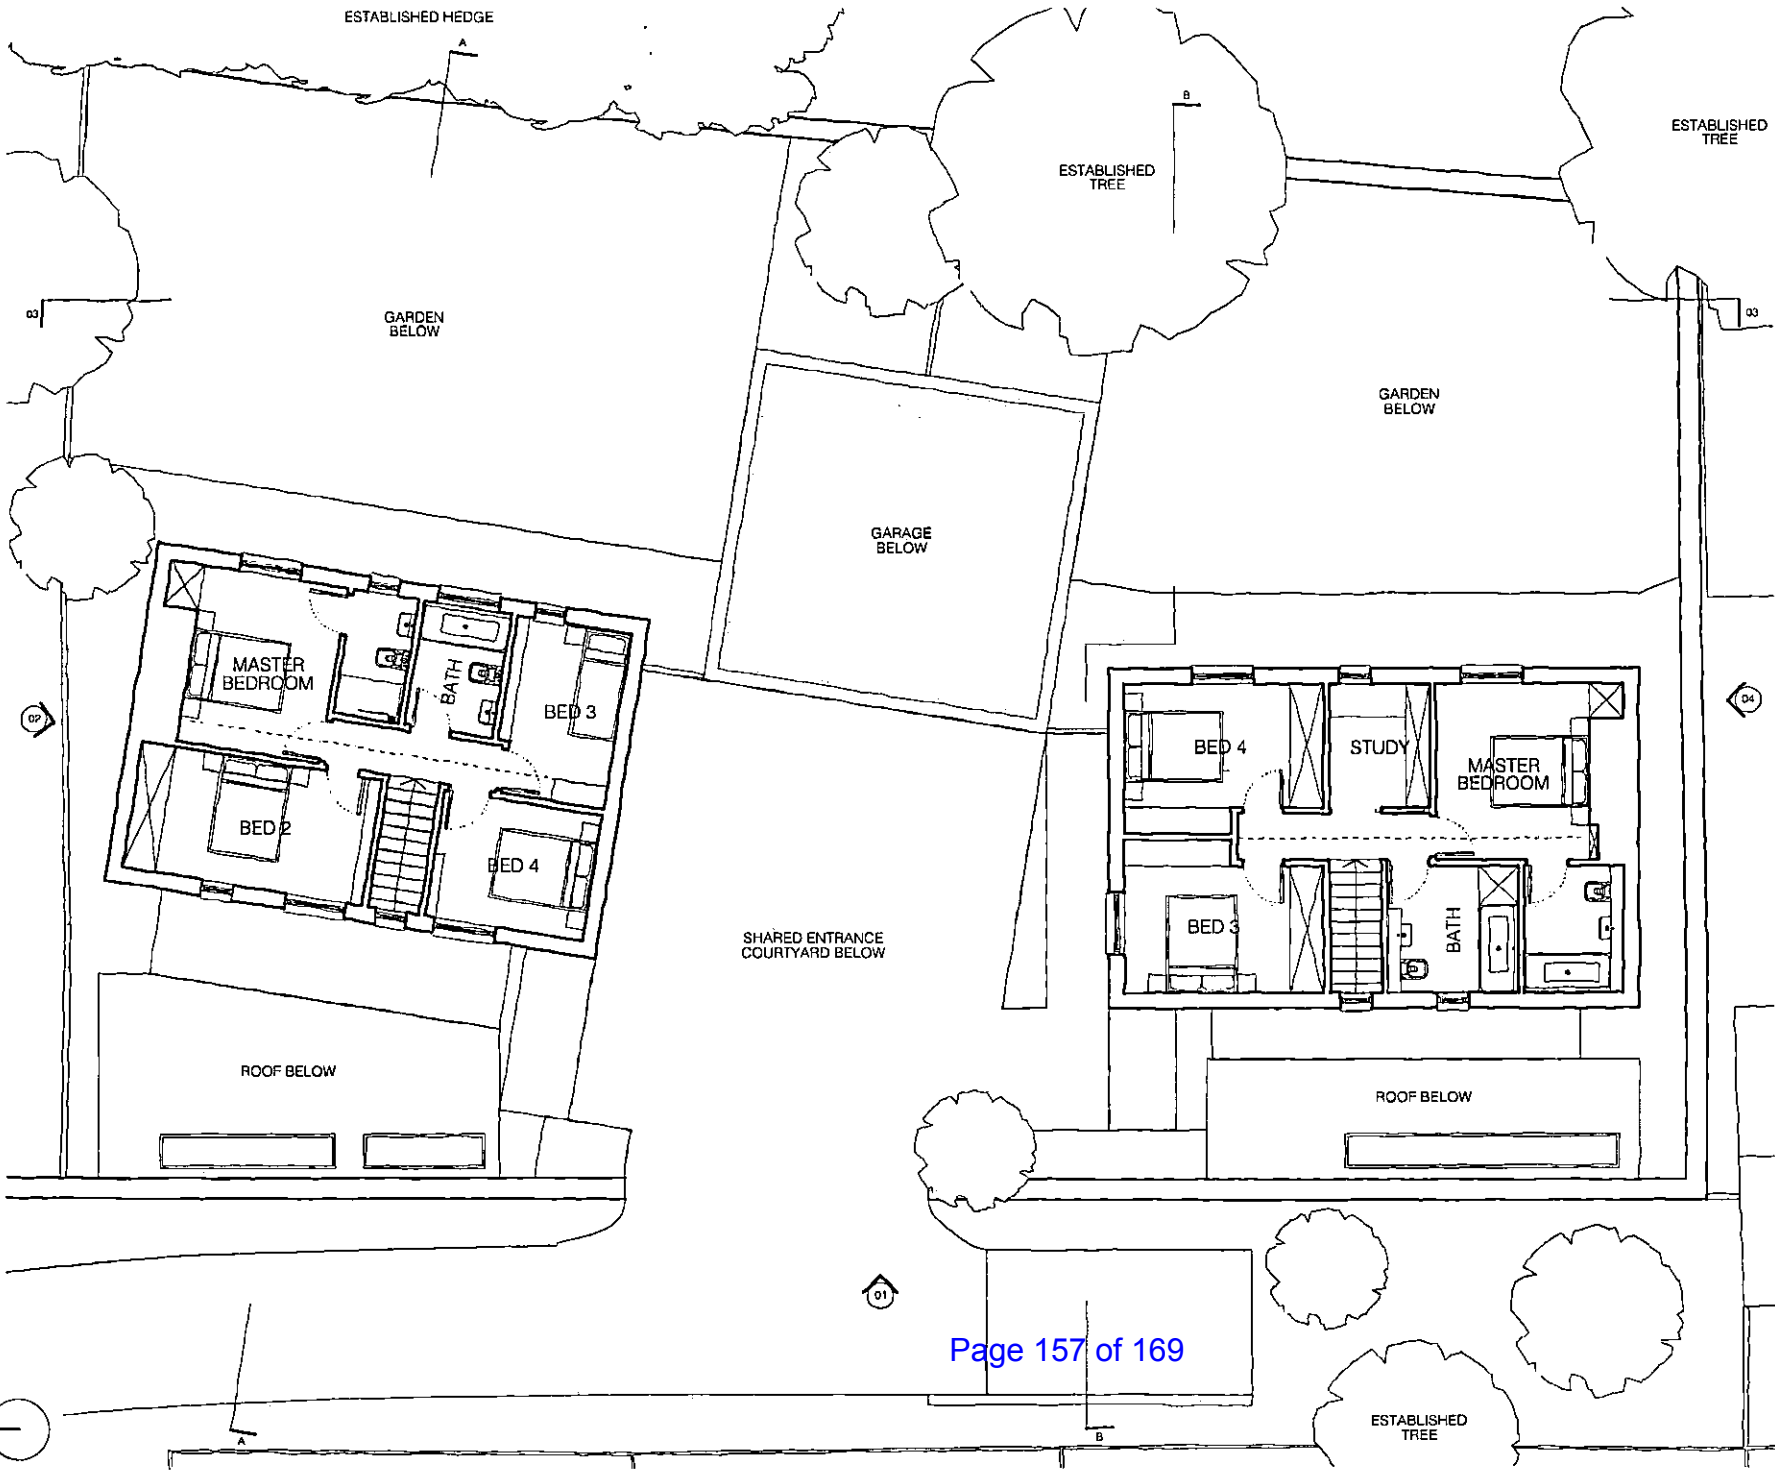 ESTABLISHED HEDGE
A
B
ESTABLISHED
TREE
ESTABLISHED
TREE
03
GARDEN
BELOW
03
GARDEN
BELOW
GARAGE
BELOW
MASTER
BEDROOM
BATH
BED 3
02
BED 2
BED 4
BED 4
STUDY
MASTER
BEDROOM
04
BED 3
BATH
SHARED ENTRANCE
COURTYARD BELOW
ROOF BELOW
ROOF BELOW
01
Page 157 of 169
A
B
ESTABLISHED
TREE